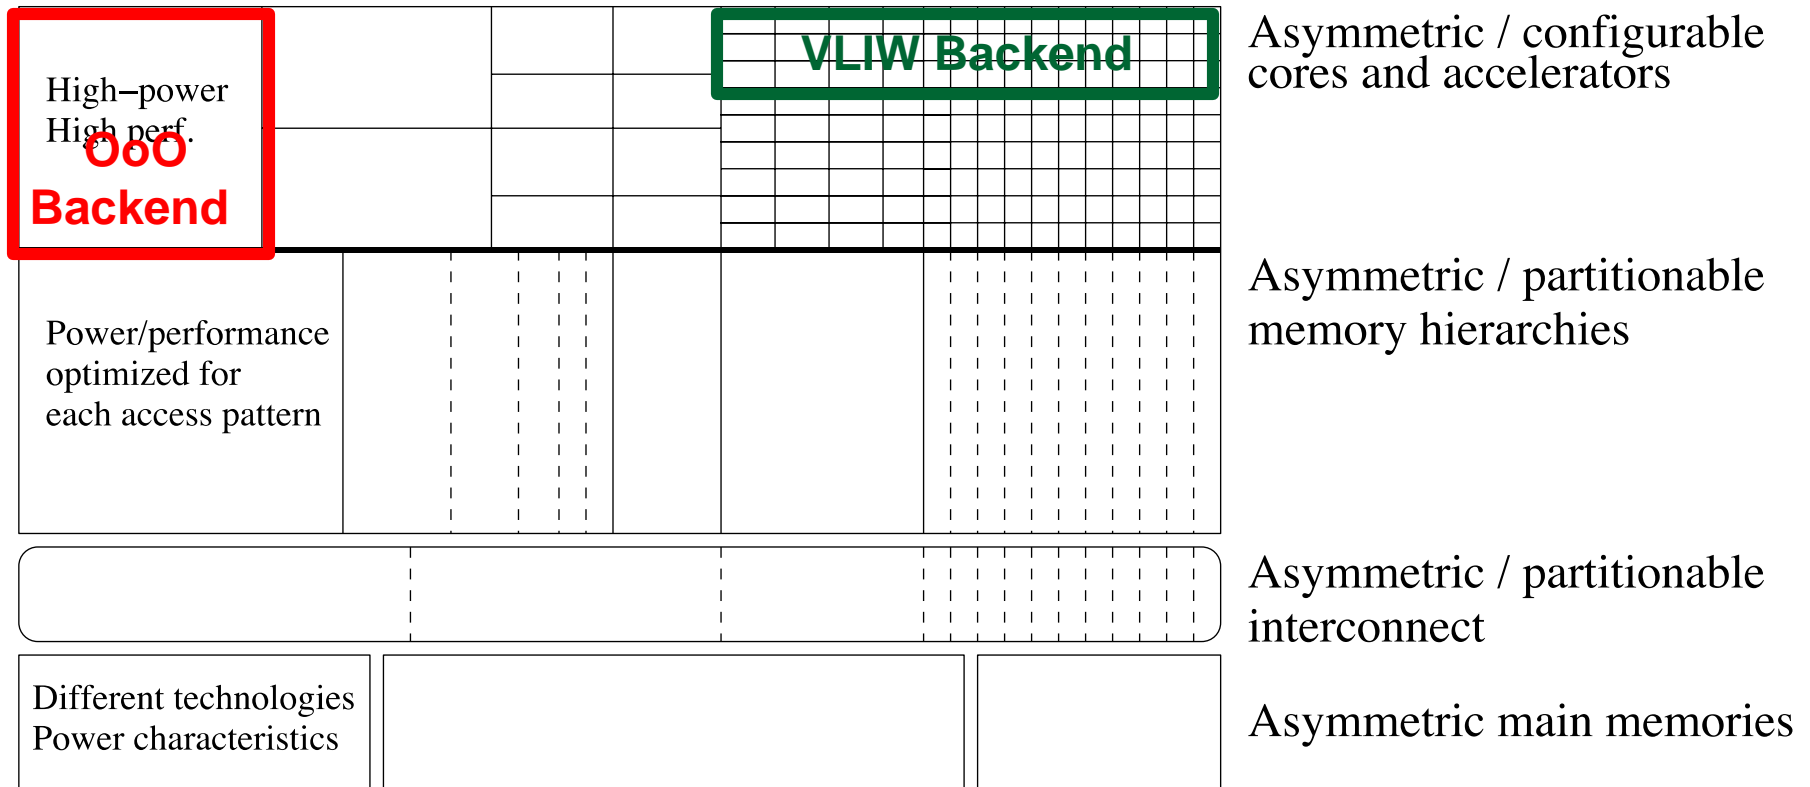 High−power
High perf.
OoO
Backend
VLIW Backend
Asymmetric / configurable
cores and accelerators
Power/performance
optimized for
each access pattern
Asymmetric / partitionable
memory hierarchies
Asymmetric / partitionable
interconnect
Different technologies
Power characteristics
Asymmetric main memories